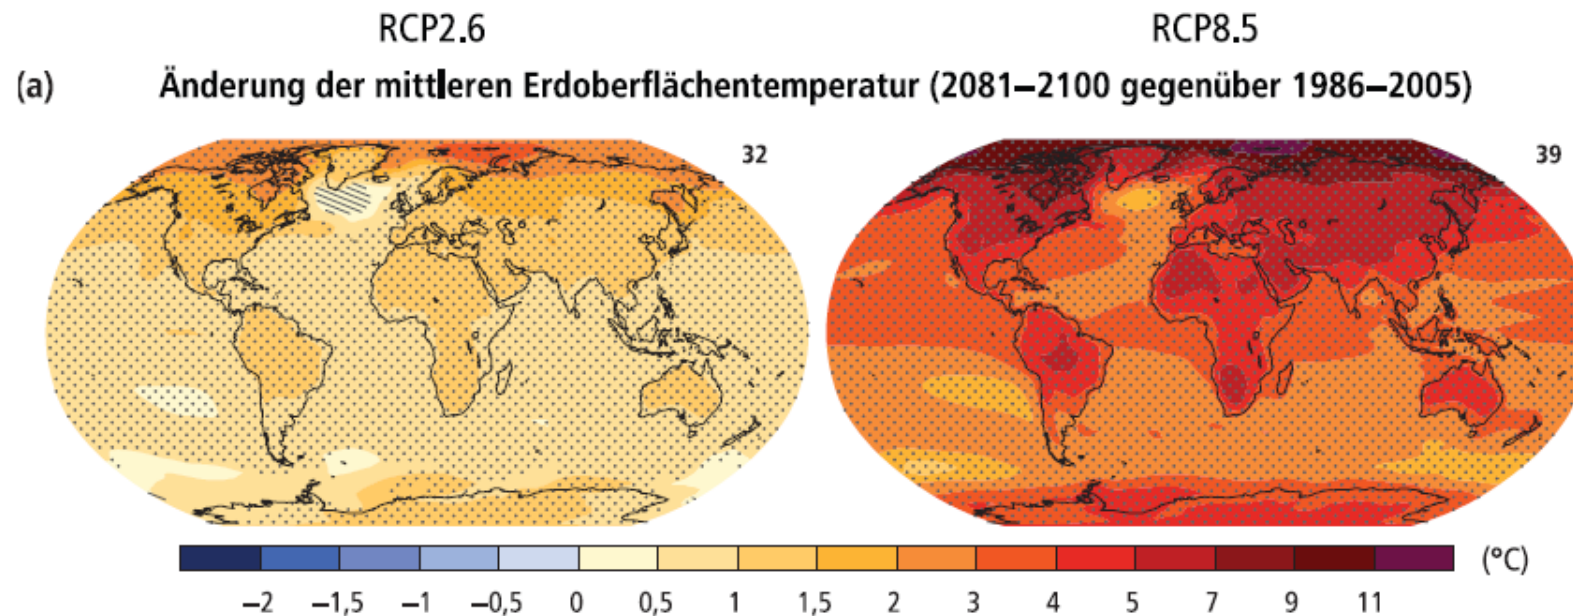 RCP2.6 RCP8.5
(a) Änderung der mittleren Erdoberflächentemperatur (2081–2100 gegenüber 1986–2005)
32 39
–2 –1,5 –1 –0,5 0 0,5 1 1,5 2 3 4 5 7 9 11 (°C)